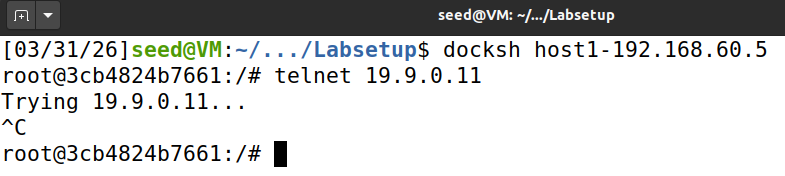 seed@VM: ~/.../Labsetup
[03/31/26]seed@VM:~/.../Labsetup$ docksh host1-192.168.60.5
root@3cb4824b7661:/# telnet 19.9.0.11
Trying 19.9.0.11...
^C
root@3cb4824b7661:/#